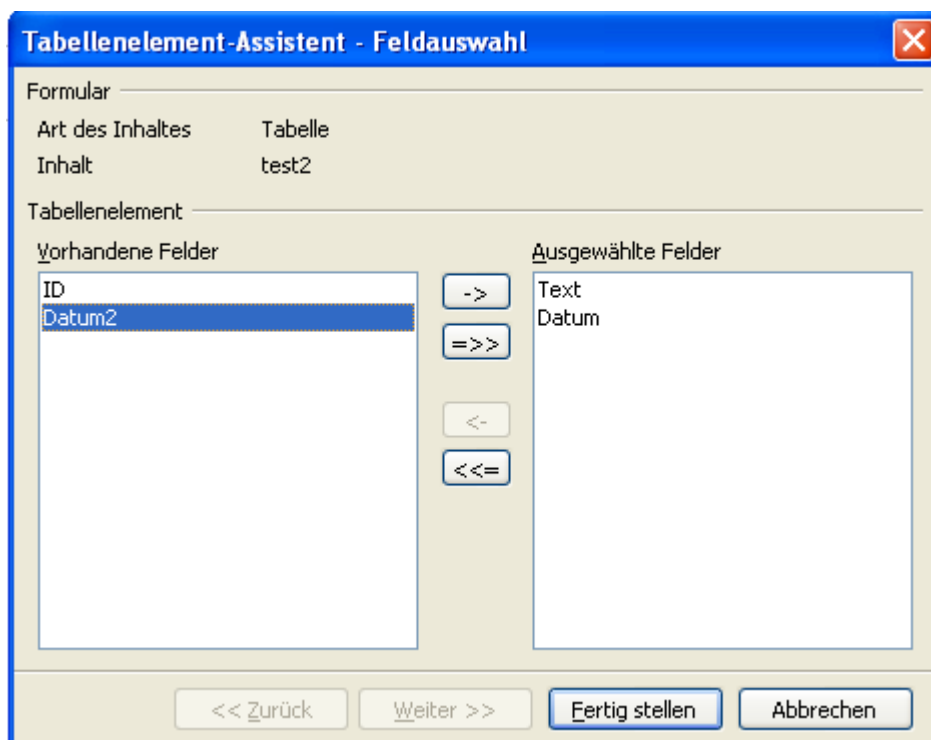 Tabellenelement-Assistent - Feldauswahl
Formular
Art des Inhaltes Tabelle
Inhalt test2
Tabellenelement
Vorhandene Felder Ausgewählte Felder
ID -> Text
Datum2 Datum
=>>
<-
<<=
<< Zurück Weiter >> Fertig stellen Abbrechen